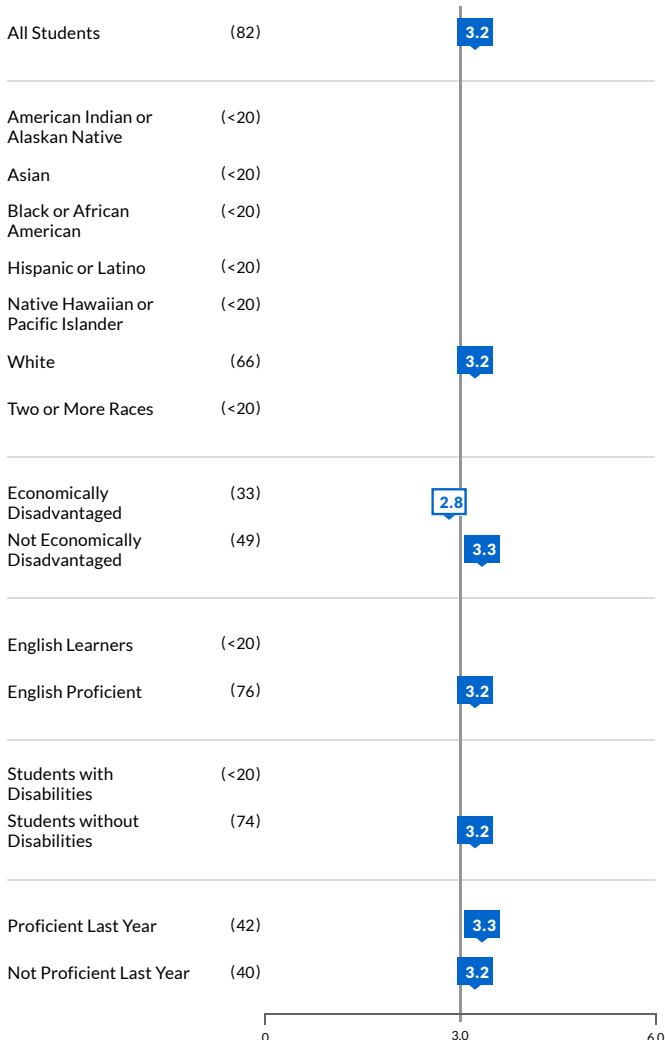 All Students (82) 3.2
American Indian or (<20)
Alaskan Native
Asian (<20)
Black or African (<20)
American
Hispanic or Latino (<20)
Native Hawaiian or (<20)
Pacific Islander
White (66) 3.2
Two or More Races (<20)
Economically (33) 2.8
Disadvantaged
Not Economically (49) 3.3
Disadvantaged
English Learners (<20)
English Proficient (76) 3.2
Students with (<20)
Disabilities
Students without (74) 3.2
Disabilities
Proficient Last Year (42) 3.3
Not Proficient Last Year (40) 3.2
0 3.0 6.0